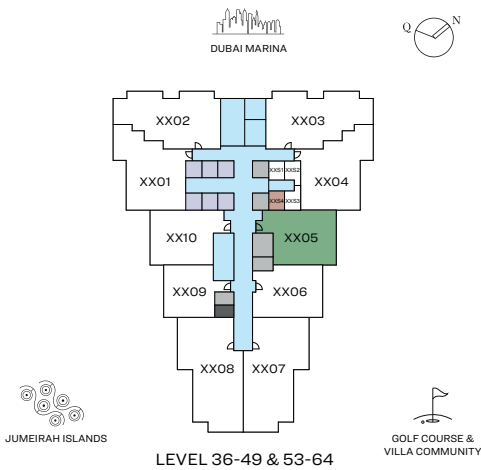 DUBAI MARINA
Q N
XX02 XX03
XXS1 XXS2
XX01 XX04
XXS4 XXS3
XX10 XX05
XX09 XX06
XX08 XX07
JUMEIRAH ISLANDS
GOLF COURSE &
VILLA COMMUNITY
LEVEL 36-49 & 53-64